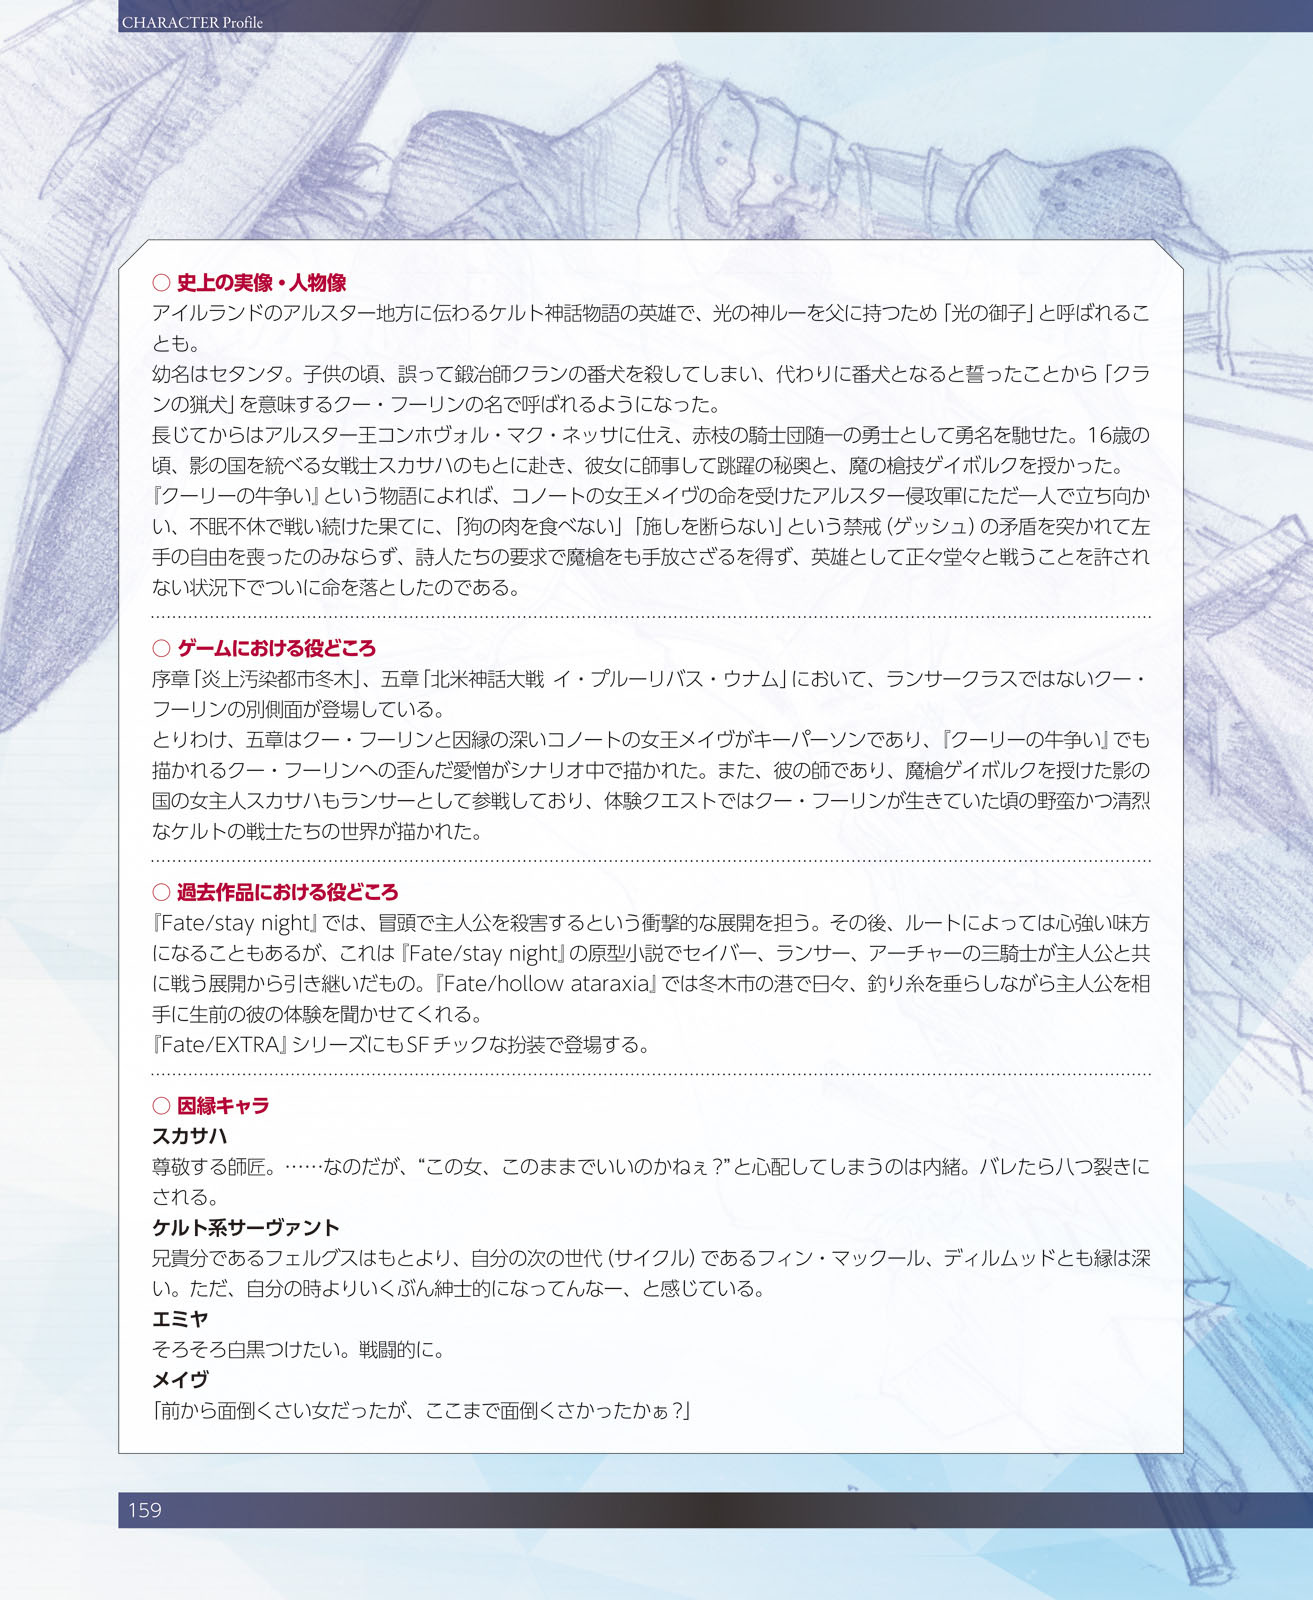 CHARACTER Profile
○ 史上の実像・人物像
アイルランドのアルスター地方に伝わるケルト神話物語の英雄で、光の神ルーを父に持つため「光の御子」と呼ばれるこ
とも。
幼名はセタンタ。子供の頃、誤って鍛冶師クランの番犬を殺してしまい、代わりに番犬となると誓ったことから「クラ
ンの猟犬」を意味するクー・フーリンの名で呼ばれるようになった。
長じてからはアルスター王コンホヴォル・マク・ネッサに仕え、赤枝の騎士団随一の勇士として勇名を馳せた。16歳の
頃、影の国を統べる女戦士スカサハのもとに赴き、彼女に師事して跳躍の秘奥と、魔の槍技ゲイボルクを授かった。
『クーリーの牛争い』という物語によれば、コノートの女王メイヴの命を受けたアルスター侵攻軍にただ一人で立ち向か
い、不眠不休で戦い続けた果てに、「狗の肉を食べない」「施しを断らない」という禁戒（ゲッシュ）の矛盾を突かれて左
手の自由を喪ったのみならず、詩人たちの要求で魔槍をも手放さざるを得ず、英雄として正々堂々と戦うことを許され
ない状況下でついに命を落としたのである。
○ ゲームにおける役どころ
序章「炎上汚染都市冬木」、五章「北米神話大戦 イ・プルーリバス・ウナム」において、ランサークラスではないクー・
フーリンの別側面が登場している。
とりわけ、五章はクー・フーリンと因縁の深いコノートの女王メイヴがキーパーソンであり、『クーリーの牛争い』でも
描かれるクー・フーリンへの歪んだ愛憎がシナリオ中で描かれた。また、彼の師であり、魔槍ゲイボルクを授けた影の
国の女主人スカサハもランサーとして参戦しており、体験クエストではクー・フーリンが生きていた頃の野蛮かつ清烈
なケルトの戦士たちの世界が描かれた。
○ 過去作品における役どころ
『Fate/stay night』では、冒頭で主人公を殺害するという衝撃的な展開を担う。その後、ルートによっては心強い味方
になることもあるが、これは『Fate/stay night』の原型小説でセイバー、ランサー、アーチャーの三騎士が主人公と共
に戦う展開から引き継いだもの。『Fate/hollow ataraxia』では冬木市の港で日々、釣り糸を垂らしながら主人公を相
手に生前の彼の体験を聞かせてくれる。
『Fate/EXTRA』シリーズにもSFチックな扮装で登場する。
○ 因縁キャラ
スカサハ
尊敬する師匠。……なのだが、“この女、このままでいいのかねぇ？”と心配してしまうのは内緒。バレたら八つ裂きに
される。
ケルト系サーヴァント
兄貴分であるフェルグスはもとより、自分の次の世代（サイクル）であるフィン・マックール、ディルムッドとも縁は深
い。ただ、自分の時よりいくぶん紳士的になってんなー、と感じている。
エミヤ
そろそろ白黒つけたい。戦闘的に。
メイヴ
「前から面倒くさい女だったが、ここまで面倒くさかったかぁ？」
159